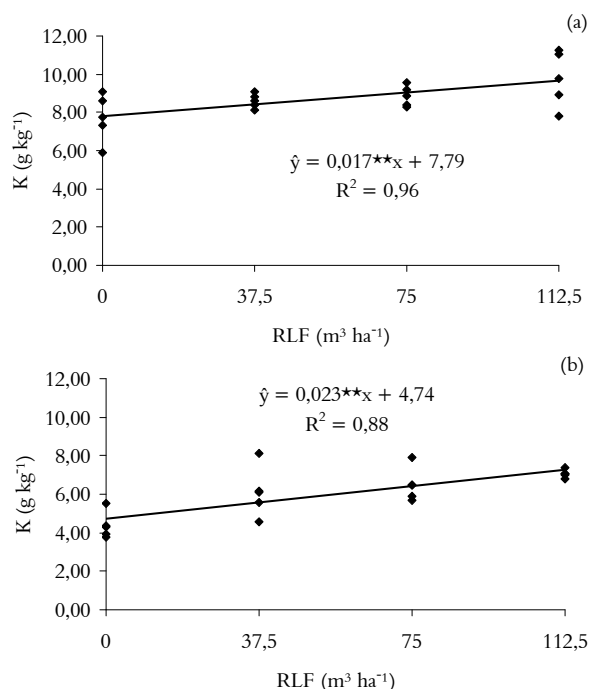 (a)
12,00
10,00
8,00
6,00
4,00
2,00
0,00
K (g kg⁻¹)
ŷ = 0,017★★x + 7,79
R² = 0,96
0 37,5 75 112,5
RLF (m³ ha⁻¹)
(b)
12,00
10,00
8,00
6,00
4,00
2,00
0,00
K (g kg⁻¹)
ŷ = 0,023★★x + 4,74
R² = 0,88
0 37,5 75 112,5
RLF (m³ ha⁻¹)